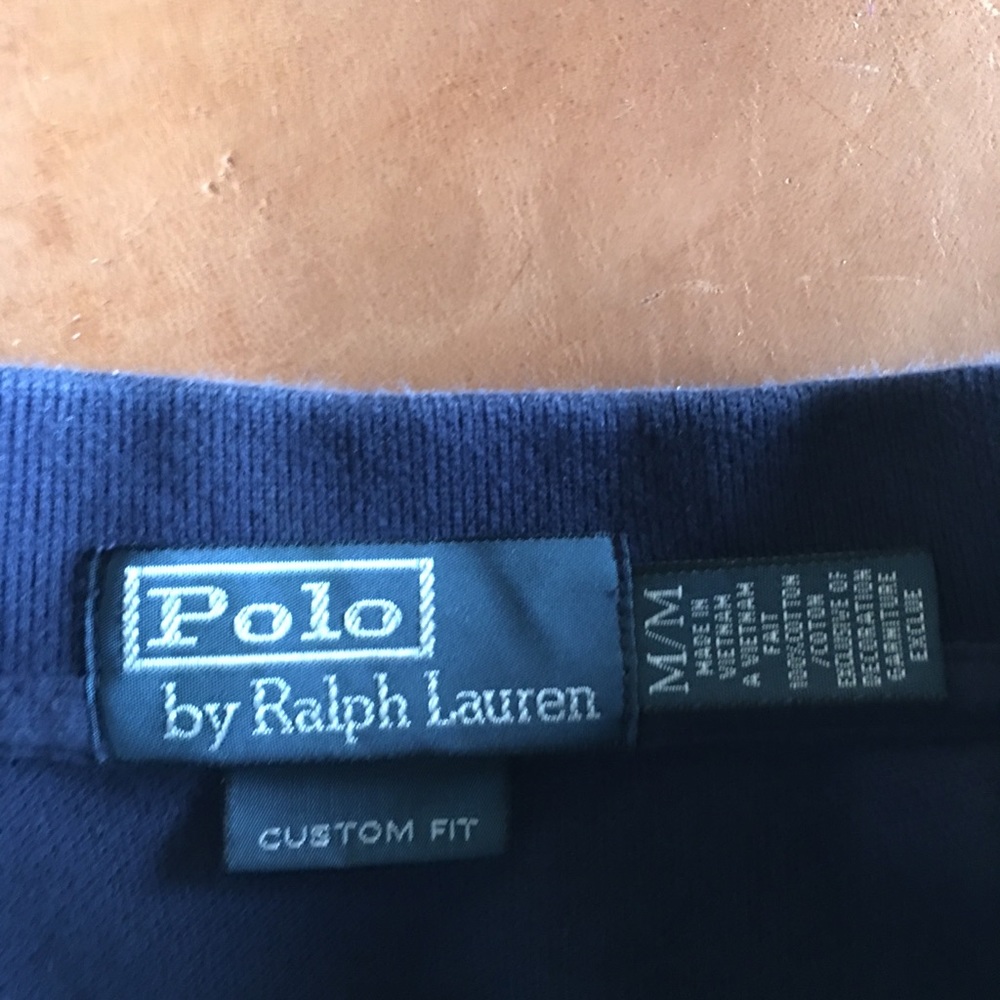 Polo
by Ralph Lauren
CUSTOM FIT
M/M
MADE IN
VIETNAM
A VIETNAM
FAIT
100%COTTON
/COTON
EXCLUSIVE OF
DECORATION
GARNITURE
EXCLUE